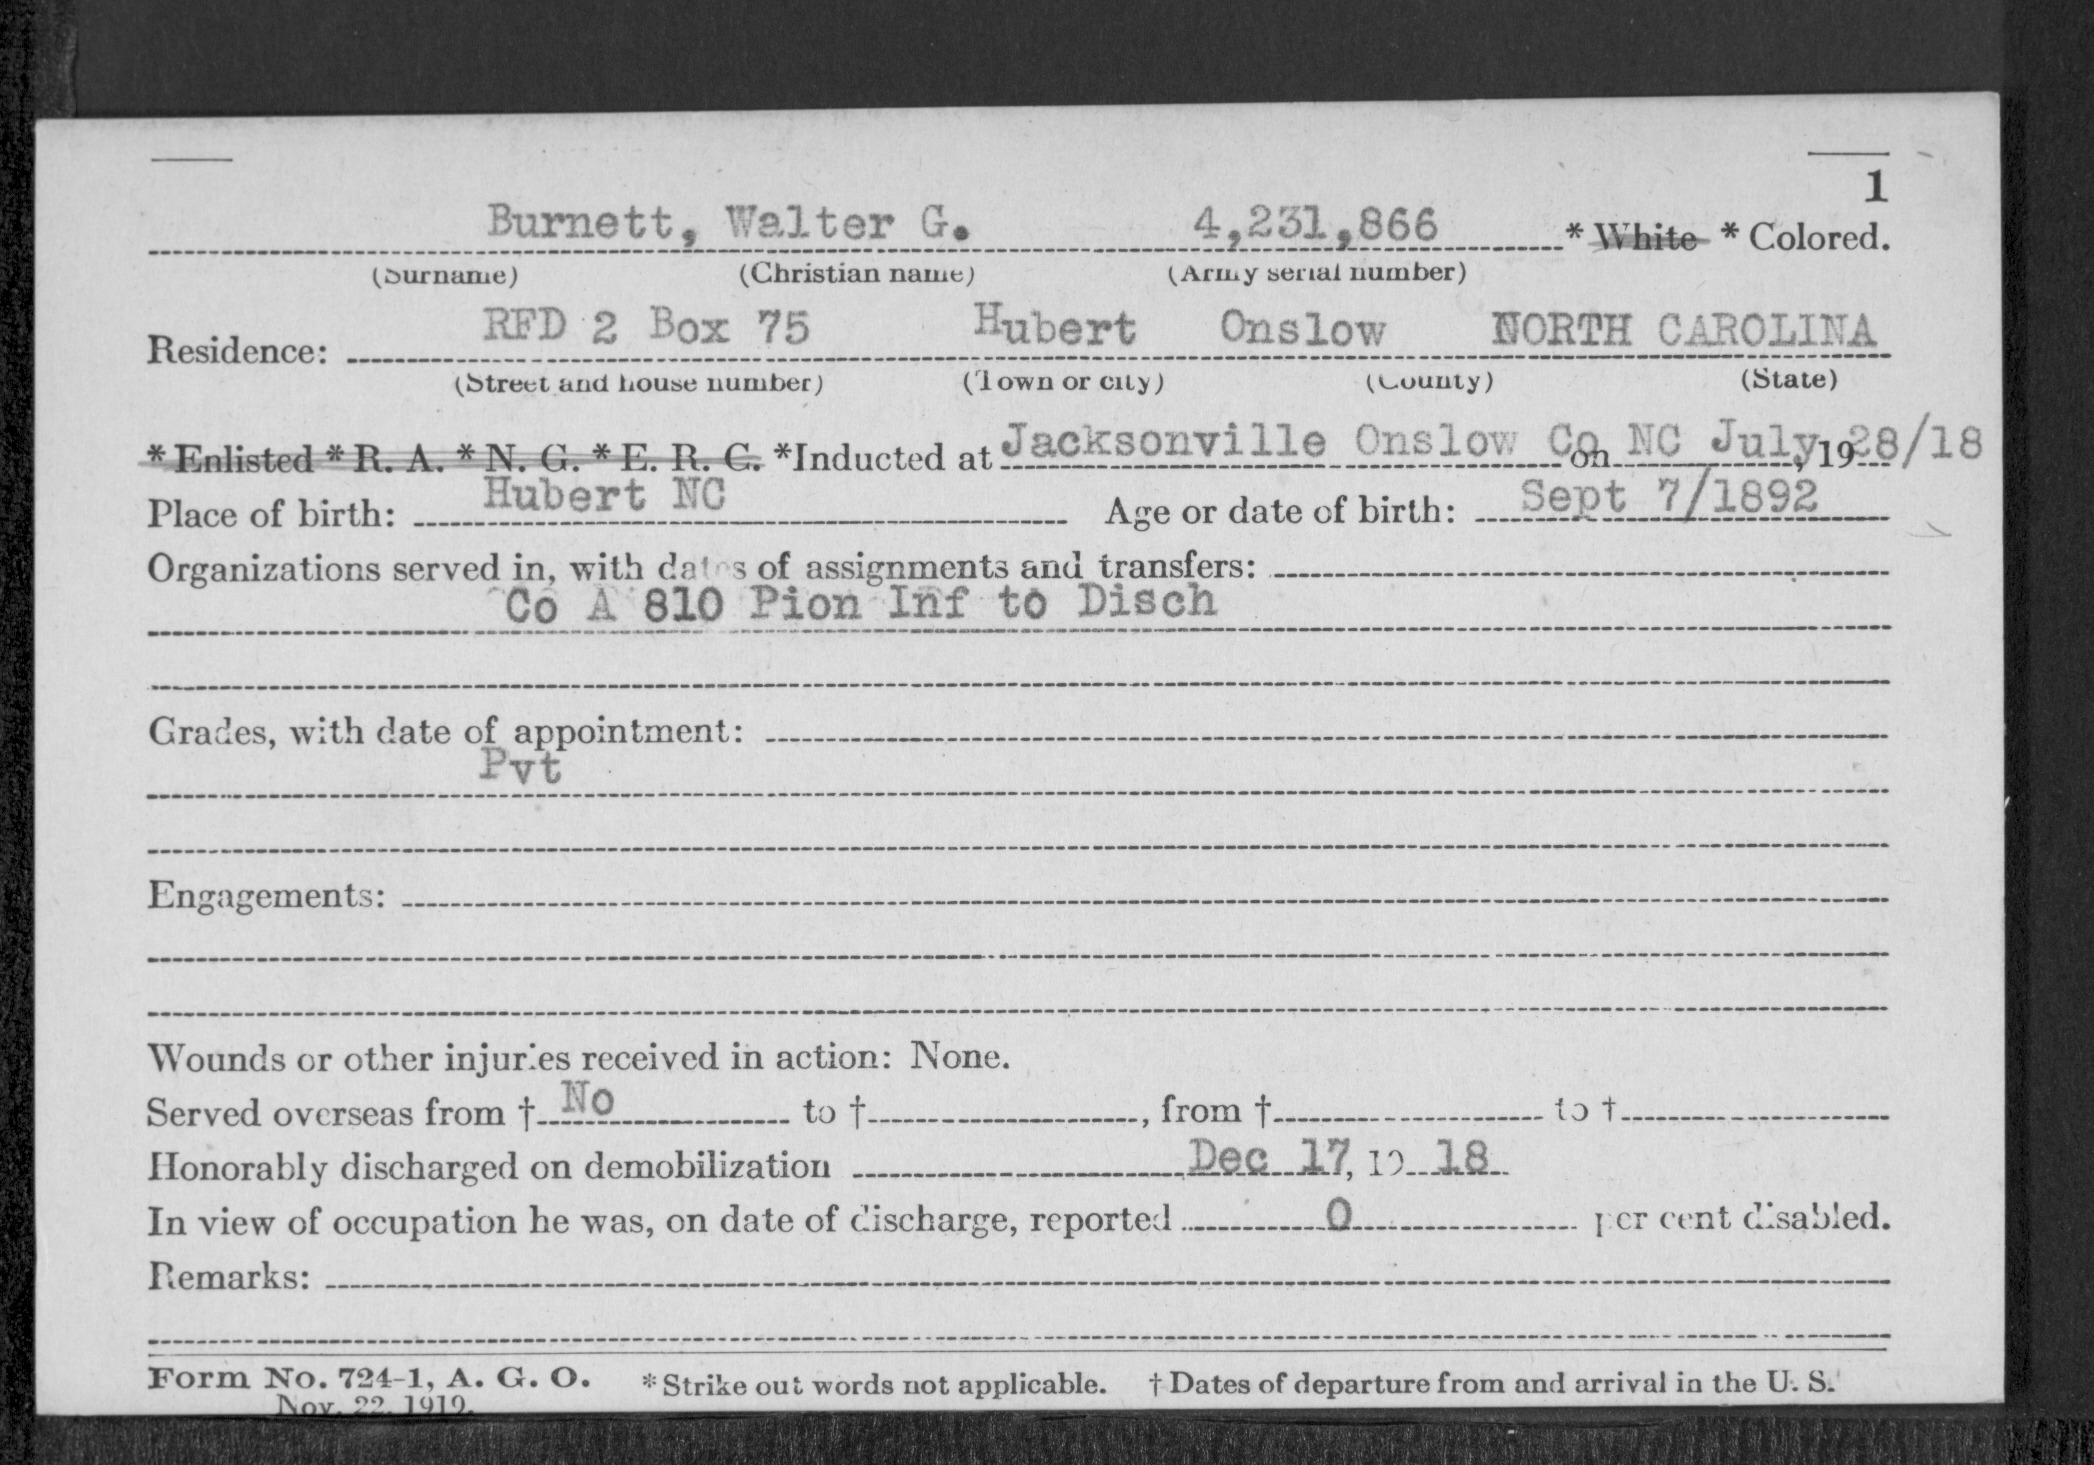 1
Burnett, Walter G. 4,231,866 * White * Colored.
(Surname) (Christian name) (Army serial number)
Residence: RFD 2 Box 75 Hubert Onslow NORTH CAROLINA
(Street and house number) (Town or city) (County) (State)
* Enlisted * R. A. * N. G. * E. R. C. *Inducted at Jacksonville Onslow Co on NC July, 1928/18
Place of birth: Hubert NC Age or date of birth: Sept 7/1892
Organizations served in, with dates of assignments and transfers:
Co A 810 Pion Inf to Disch
Grades, with date of appointment:
Pvt
Engagements:
Wounds or other injuries received in action: None.
Served overseas from † No to †, from † to †
Honorably discharged on demobilization Dec 17, 19 18
In view of occupation he was, on date of discharge, reported 0 per cent disabled.
Remarks:
Form No. 724-1, A. G. O. * Strike out words not applicable. † Dates of departure from and arrival in the U. S.
Nov. 22, 1919.